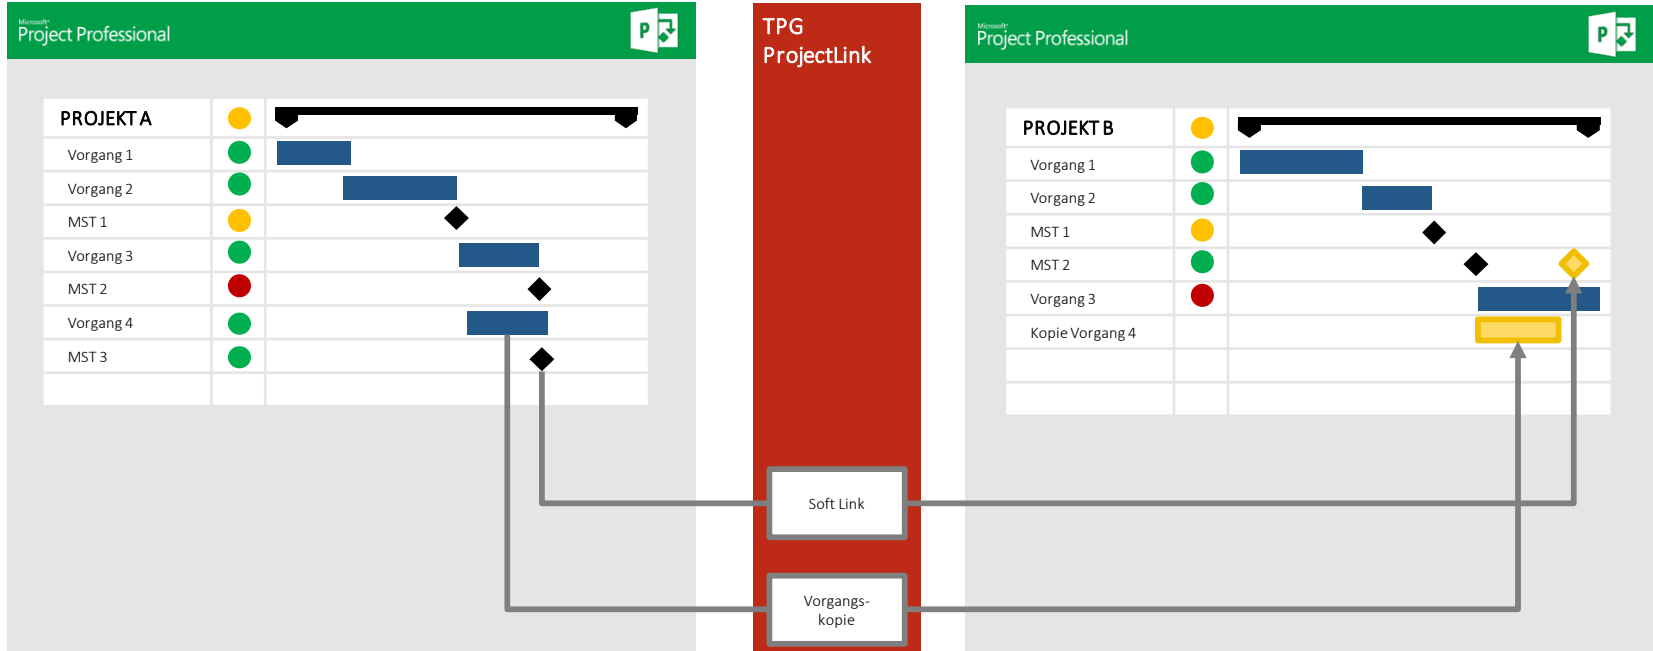 Microsoft®
Project Professional
P
PROJEKT A
Vorgang 1
Vorgang 2
MST 1
Vorgang 3
MST 2
Vorgang 4
MST 3
TPG
ProjectLink
Soft Link
Vorgangs-
kopie
Microsoft®
Project Professional
P
PROJEKT B
Vorgang 1
Vorgang 2
MST 1
MST 2
Vorgang 3
Kopie Vorgang 4